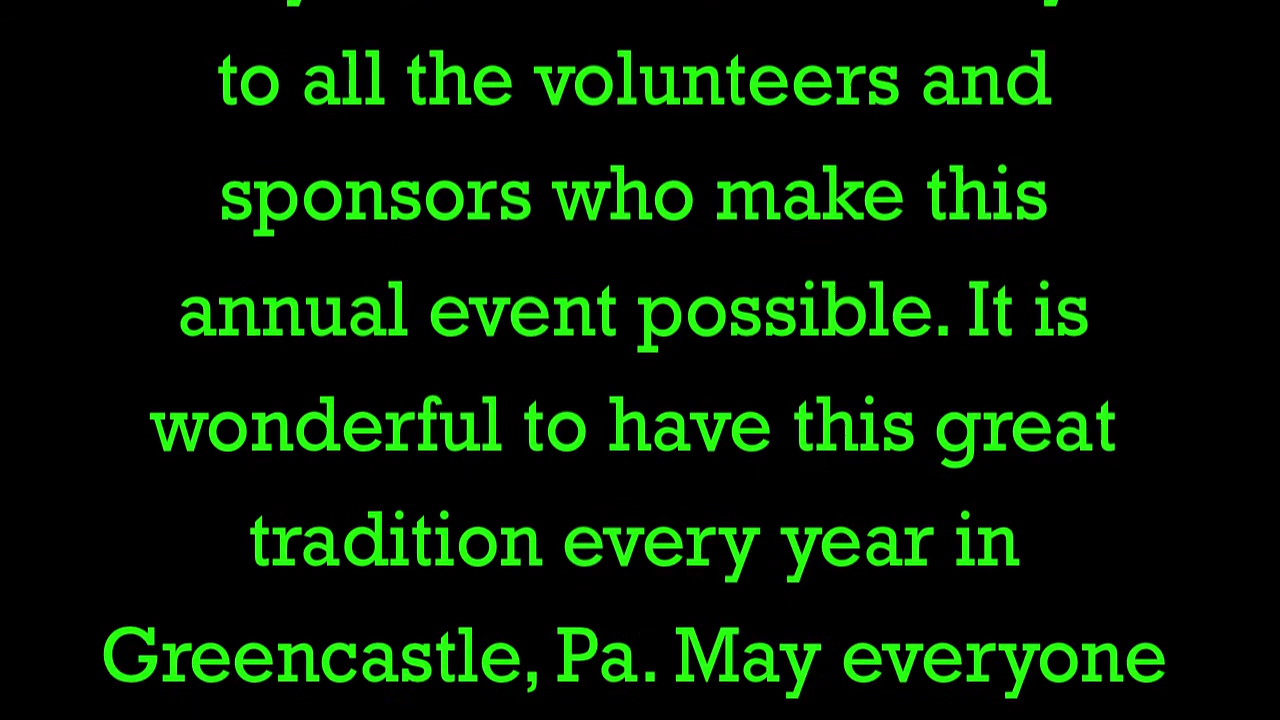 to all the volunteers and
sponsors who make this
annual event possible. It is
wonderful to have this great
tradition every year in
Greencastle, Pa. May everyone